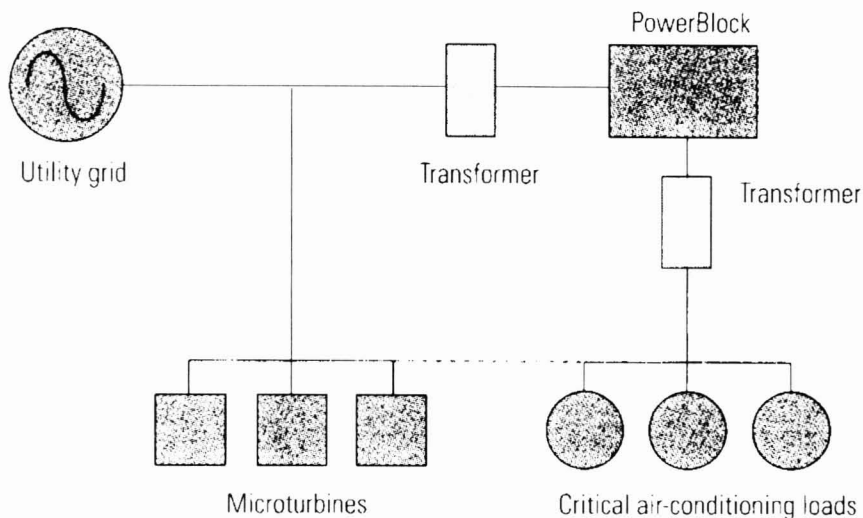 PowerBlock
Utility grid
Transformer
Transformer
Microturbines
Critical air-conditioning loads